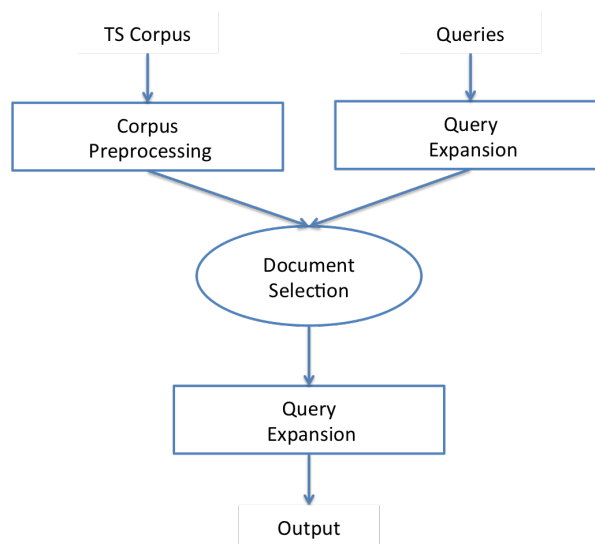 TS Corpus
Queries
Corpus
Preprocessing
Query
Expansion
Document
Selection
Query
Expansion
Output